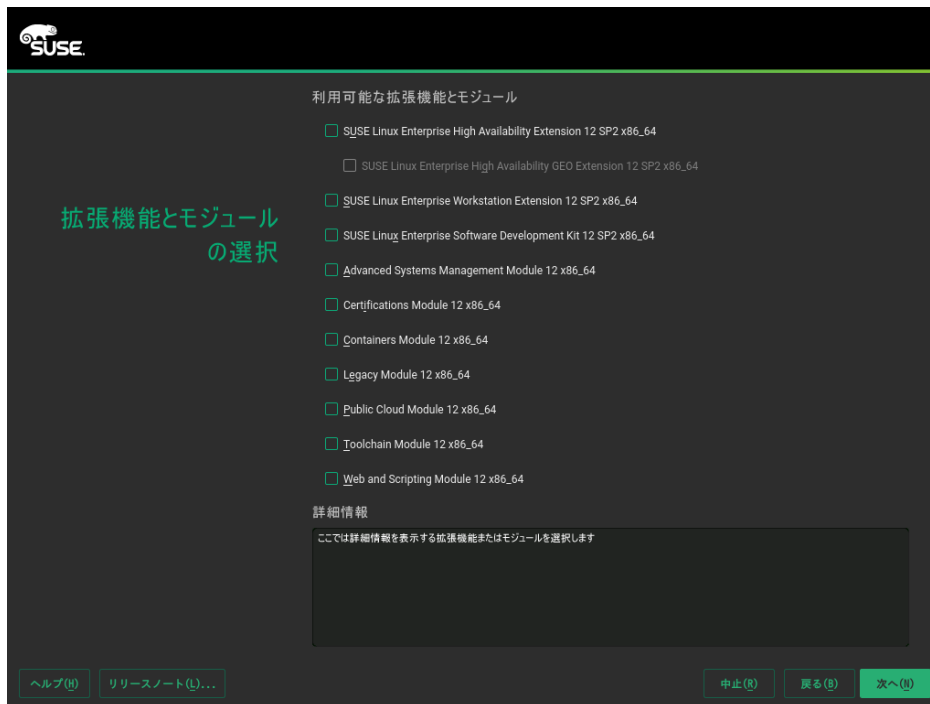 SUSE.
利用可能な拡張機能とモジュール
SUSE Linux Enterprise High Availability Extension 12 SP2 x86_64
SUSE Linux Enterprise High Availability GEO Extension 12 SP2 x86_64
SUSE Linux Enterprise Workstation Extension 12 SP2 x86_64
拡張機能とモジュール
の選択
SUSE Linux Enterprise Software Development Kit 12 SP2 x86_64
Advanced Systems Management Module 12 x86_64
Certifications Module 12 x86_64
Containers Module 12 x86_64
Legacy Module 12 x86_64
Public Cloud Module 12 x86_64
Toolchain Module 12 x86_64
Web and Scripting Module 12 x86_64
詳細情報
ここでは詳細情報を表示する拡張機能またはモジュールを選択します
ヘルプ(H) リリースノート(L)... 中止(R) 戻る(B) 次へ(N)